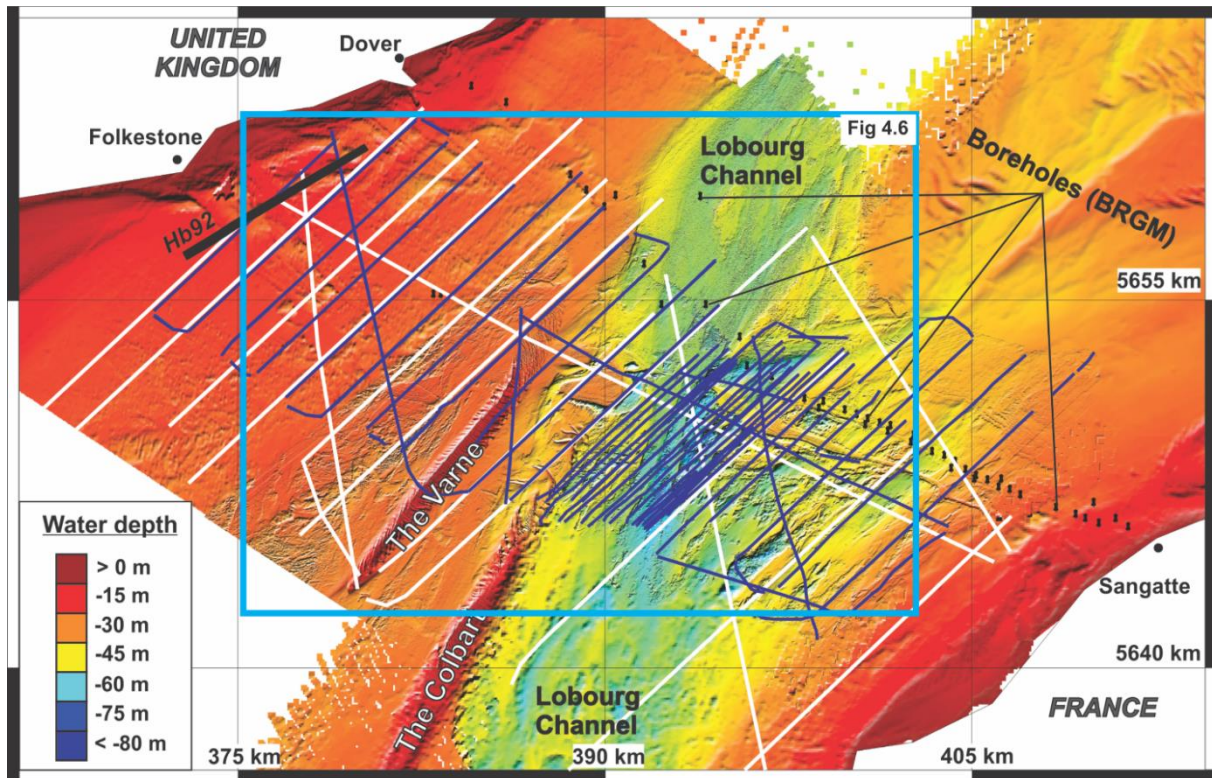 UNITED
KINGDOM
Dover
Folkestone
Fig 4.6
Lobourg
Channel
Boreholes (BRGM)
Hb92
5655 km
The Varne
Sangatte
The Colbart
5640 km
Lobourg
Channel
FRANCE
Water depth
> 0 m
-15 m
-30 m
-45 m
-60 m
-75 m
< -80 m
375 km
390 km
405 km